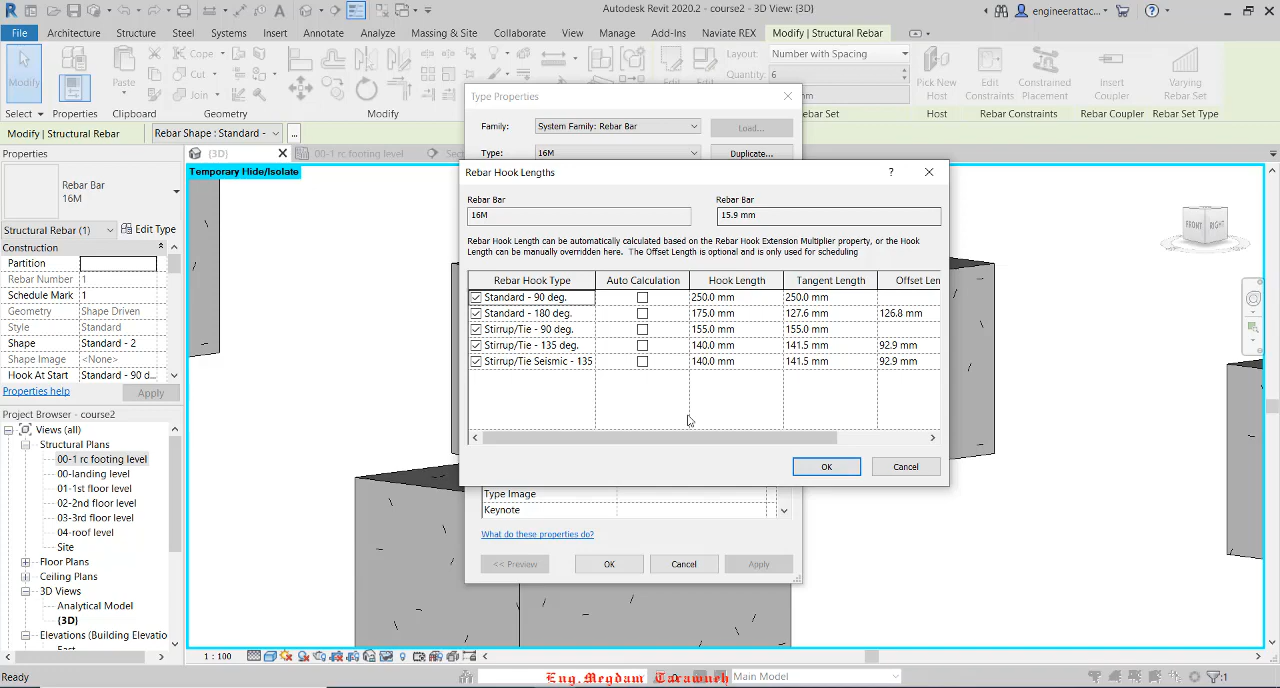 Autodesk Revit 2020.2 - course2 - 3D View: (3D)
engineerattac...
File Architecture Structure Steel Systems Insert Annotate Analyze Massing & Site Collaborate View Manage Add-Ins Naviate REX Modify | Structural Rebar
Modify
Paste
Cope
Cut
Join
Layout: Number with Spacing
Quantity: 6
mm
Pick New Host
Edit Constraints
Constrained Placement
Insert Coupler
Varying Rebar Set
Select Properties Clipboard Geometry Modify Rebar Set Host Rebar Constraints Rebar Coupler Rebar Set Type
Modify | Structural Rebar
Rebar Shape : Standard - ...
Properties
Rebar Bar
16M
Structural Rebar (1)
Edit Type
Construction
Partition
Rebar Number 1
Schedule Mark 1
Geometry Shape Driven
Style Standard
Shape Standard - 2
Shape Image <None>
Hook At Start Standard - 90 d...
Properties help
Apply
Project Browser - course2
Views (all)
Structural Plans
00-1 rc footing level
00-landing level
01-1st floor level
02-2nd floor level
03-3rd floor level
04-roof level
Site
Floor Plans
Ceiling Plans
3D Views
Analytical Model
(3D)
Elevations (Building Elevatio
East
(3D)
00-1 rc footing level
Sect
Temporary Hide/Isolate
Type Properties
Family: System Family: Rebar Bar
Load...
Type: 16M
Duplicate...
Rebar Hook Lengths
?
Rebar Bar
16M
Rebar Bar
15.9 mm
Rebar Hook Length can be automatically calculated based on the Rebar Hook Extension Multiplier property, or the Hook
length can be manually overridden here. The Offset Length is optional and is only used for scheduling
Rebar Hook Type Auto Calculation Hook Length Tangent Length Offset Len
Standard - 90 deg. 250.0 mm 250.0 mm
Standard - 180 deg. 175.0 mm 127.6 mm 126.8 mm
Stirrup/Tie - 90 deg. 155.0 mm 155.0 mm
Stirrup/Tie - 135 deg. 140.0 mm 141.5 mm 92.9 mm
Stirrup/Tie Seismic - 135 140.0 mm 141.5 mm 92.9 mm
OK
Cancel
Type Image
Keynote
What do these properties do?
<< Preview
OK
Cancel
Apply
1 : 100
Ready
Eng.Megdam Tarawneh
Main Model
:1